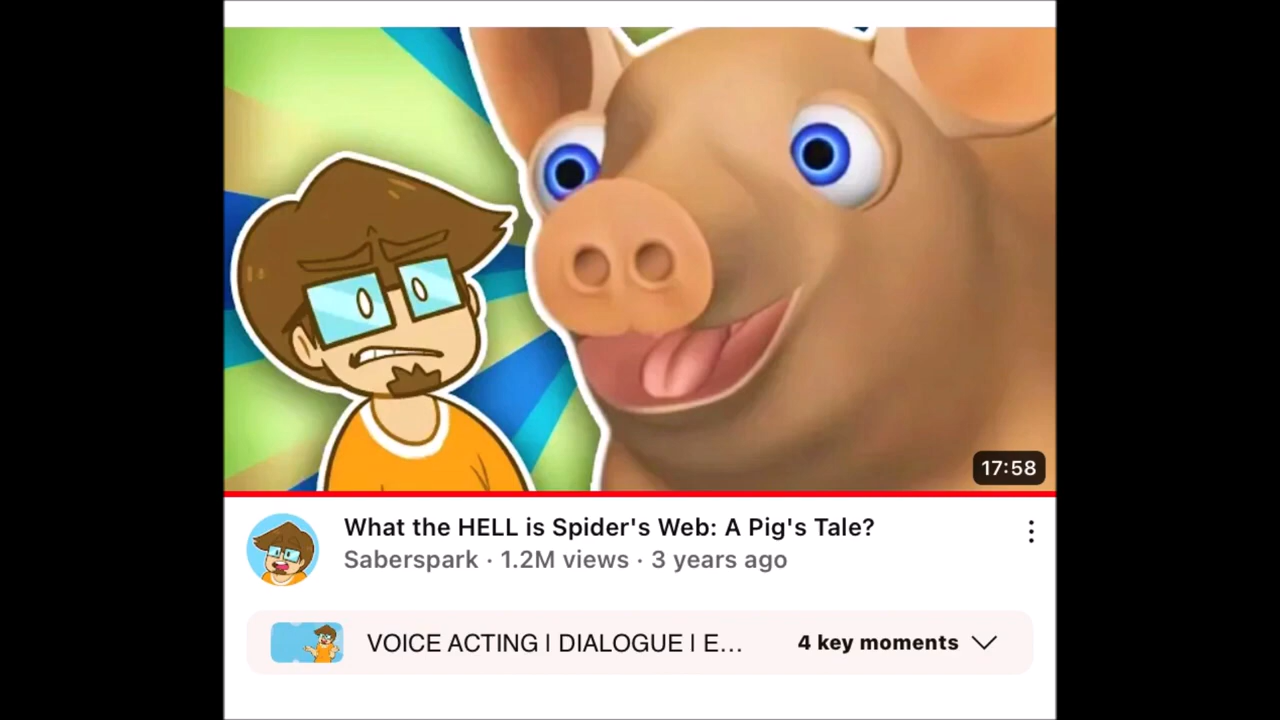 17:58
What the HELL is Spider's Web: A Pig's Tale?
Saberspark · 1.2M views · 3 years ago
VOICE ACTING | DIALOGUE | E... 4 key moments